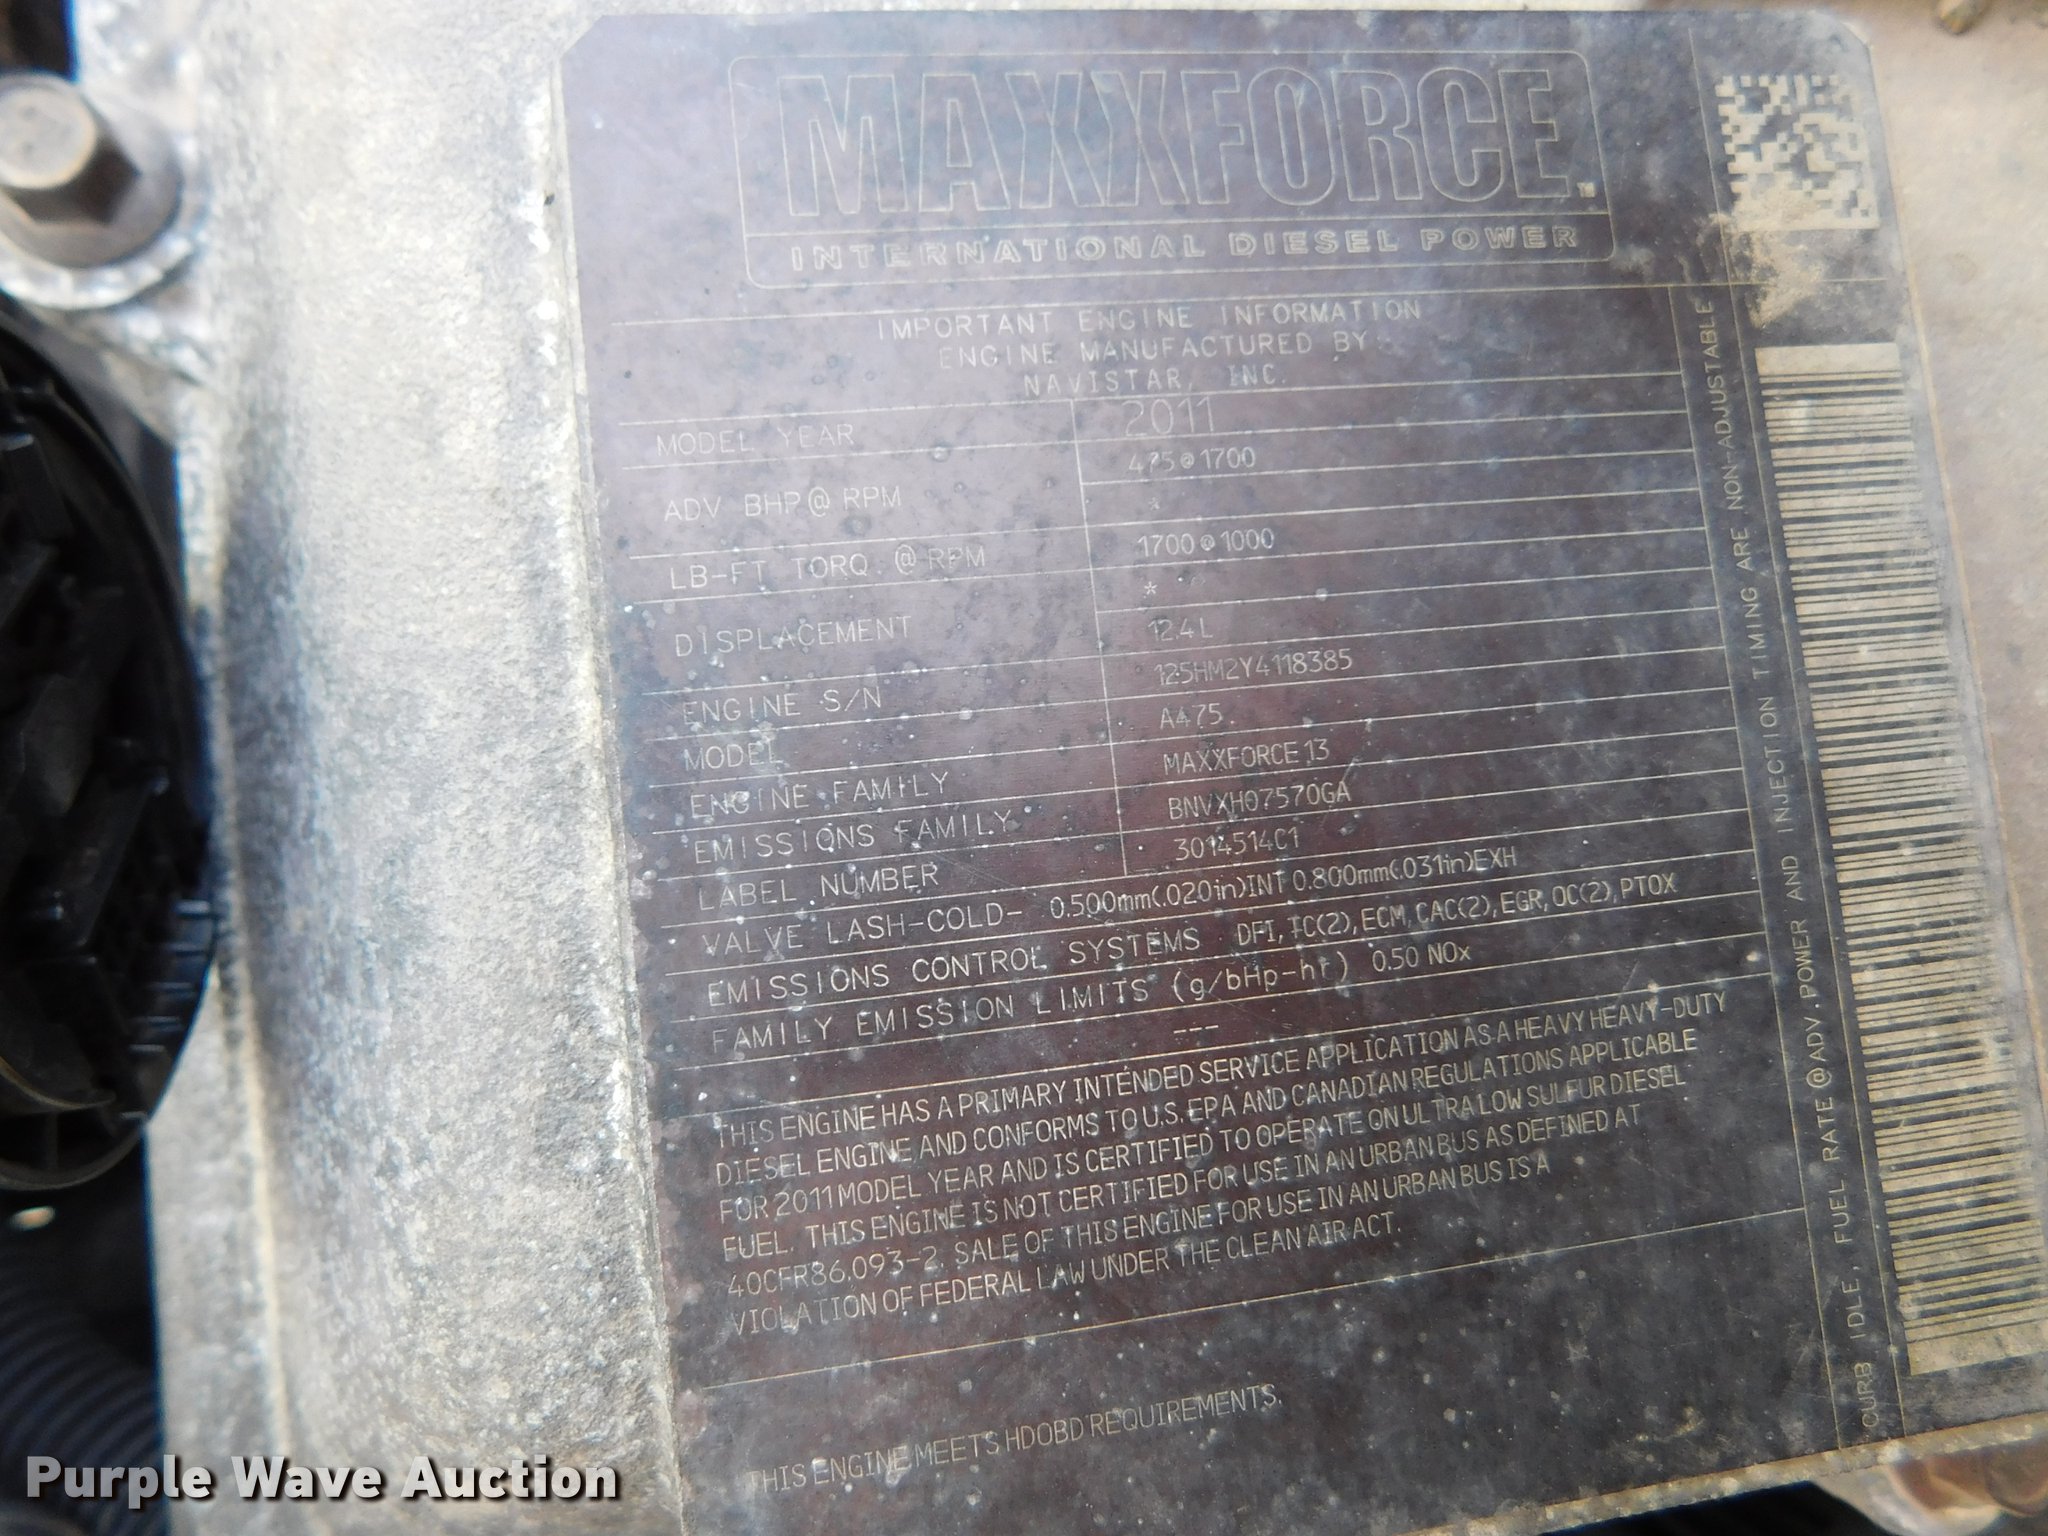 MAXXFORCE™
INTERNATIONAL DIESEL POWER
IMPORTANT ENGINE INFORMATION
ENGINE MANUFACTURED BY:
NAVISTAR, INC.
MODEL YEAR 2011
ADV BHP@RPM 475@1700
*
LB-FT TORQ @ RPM 1700@1000
*
DISPLACEMENT 12.4L
ENGINE S/N 125HM2Y4118385
MODEL A475
ENGINE FAMILY MAXXFORCE 13
EMISSIONS FAMILY BNVXH07570GA
LABEL NUMBER 3014514C1
VALVE LASH-COLD- 0.500mm(.020in)INT 0.800mm(.031in)EXH
EMISSIONS CONTROL SYSTEMS DFI, TC(2), ECM, CAC(2), EGR, OC(2), PTOX
FAMILY EMISSION LIMITS (g/bHp-hr) 0.50 NOx
---
THIS ENGINE HAS A PRIMARY INTENDED SERVICE APPLICATION AS A HEAVY HEAVY-DUTY
DIESEL ENGINE AND CONFORMS TO U.S. EPA AND CANADIAN REGULATIONS APPLICABLE
FOR 2011 MODEL YEAR AND IS CERTIFIED TO OPERATE ON ULTRA LOW SULFUR DIESEL
FUEL. THIS ENGINE IS NOT CERTIFIED FOR USE IN AN URBAN BUS AS DEFINED AT
40CFR86.093-2. SALE OF THIS ENGINE FOR USE IN AN URBAN BUS IS A
VIOLATION OF FEDERAL LAW UNDER THE CLEAN AIR ACT.
THIS ENGINE MEETS HDOBD REQUIREMENTS.
CURB IDLE, FUEL RATE @ ADV. POWER AND INJECTION TIMING ARE NON-ADJUSTABLE
Purple Wave Auction